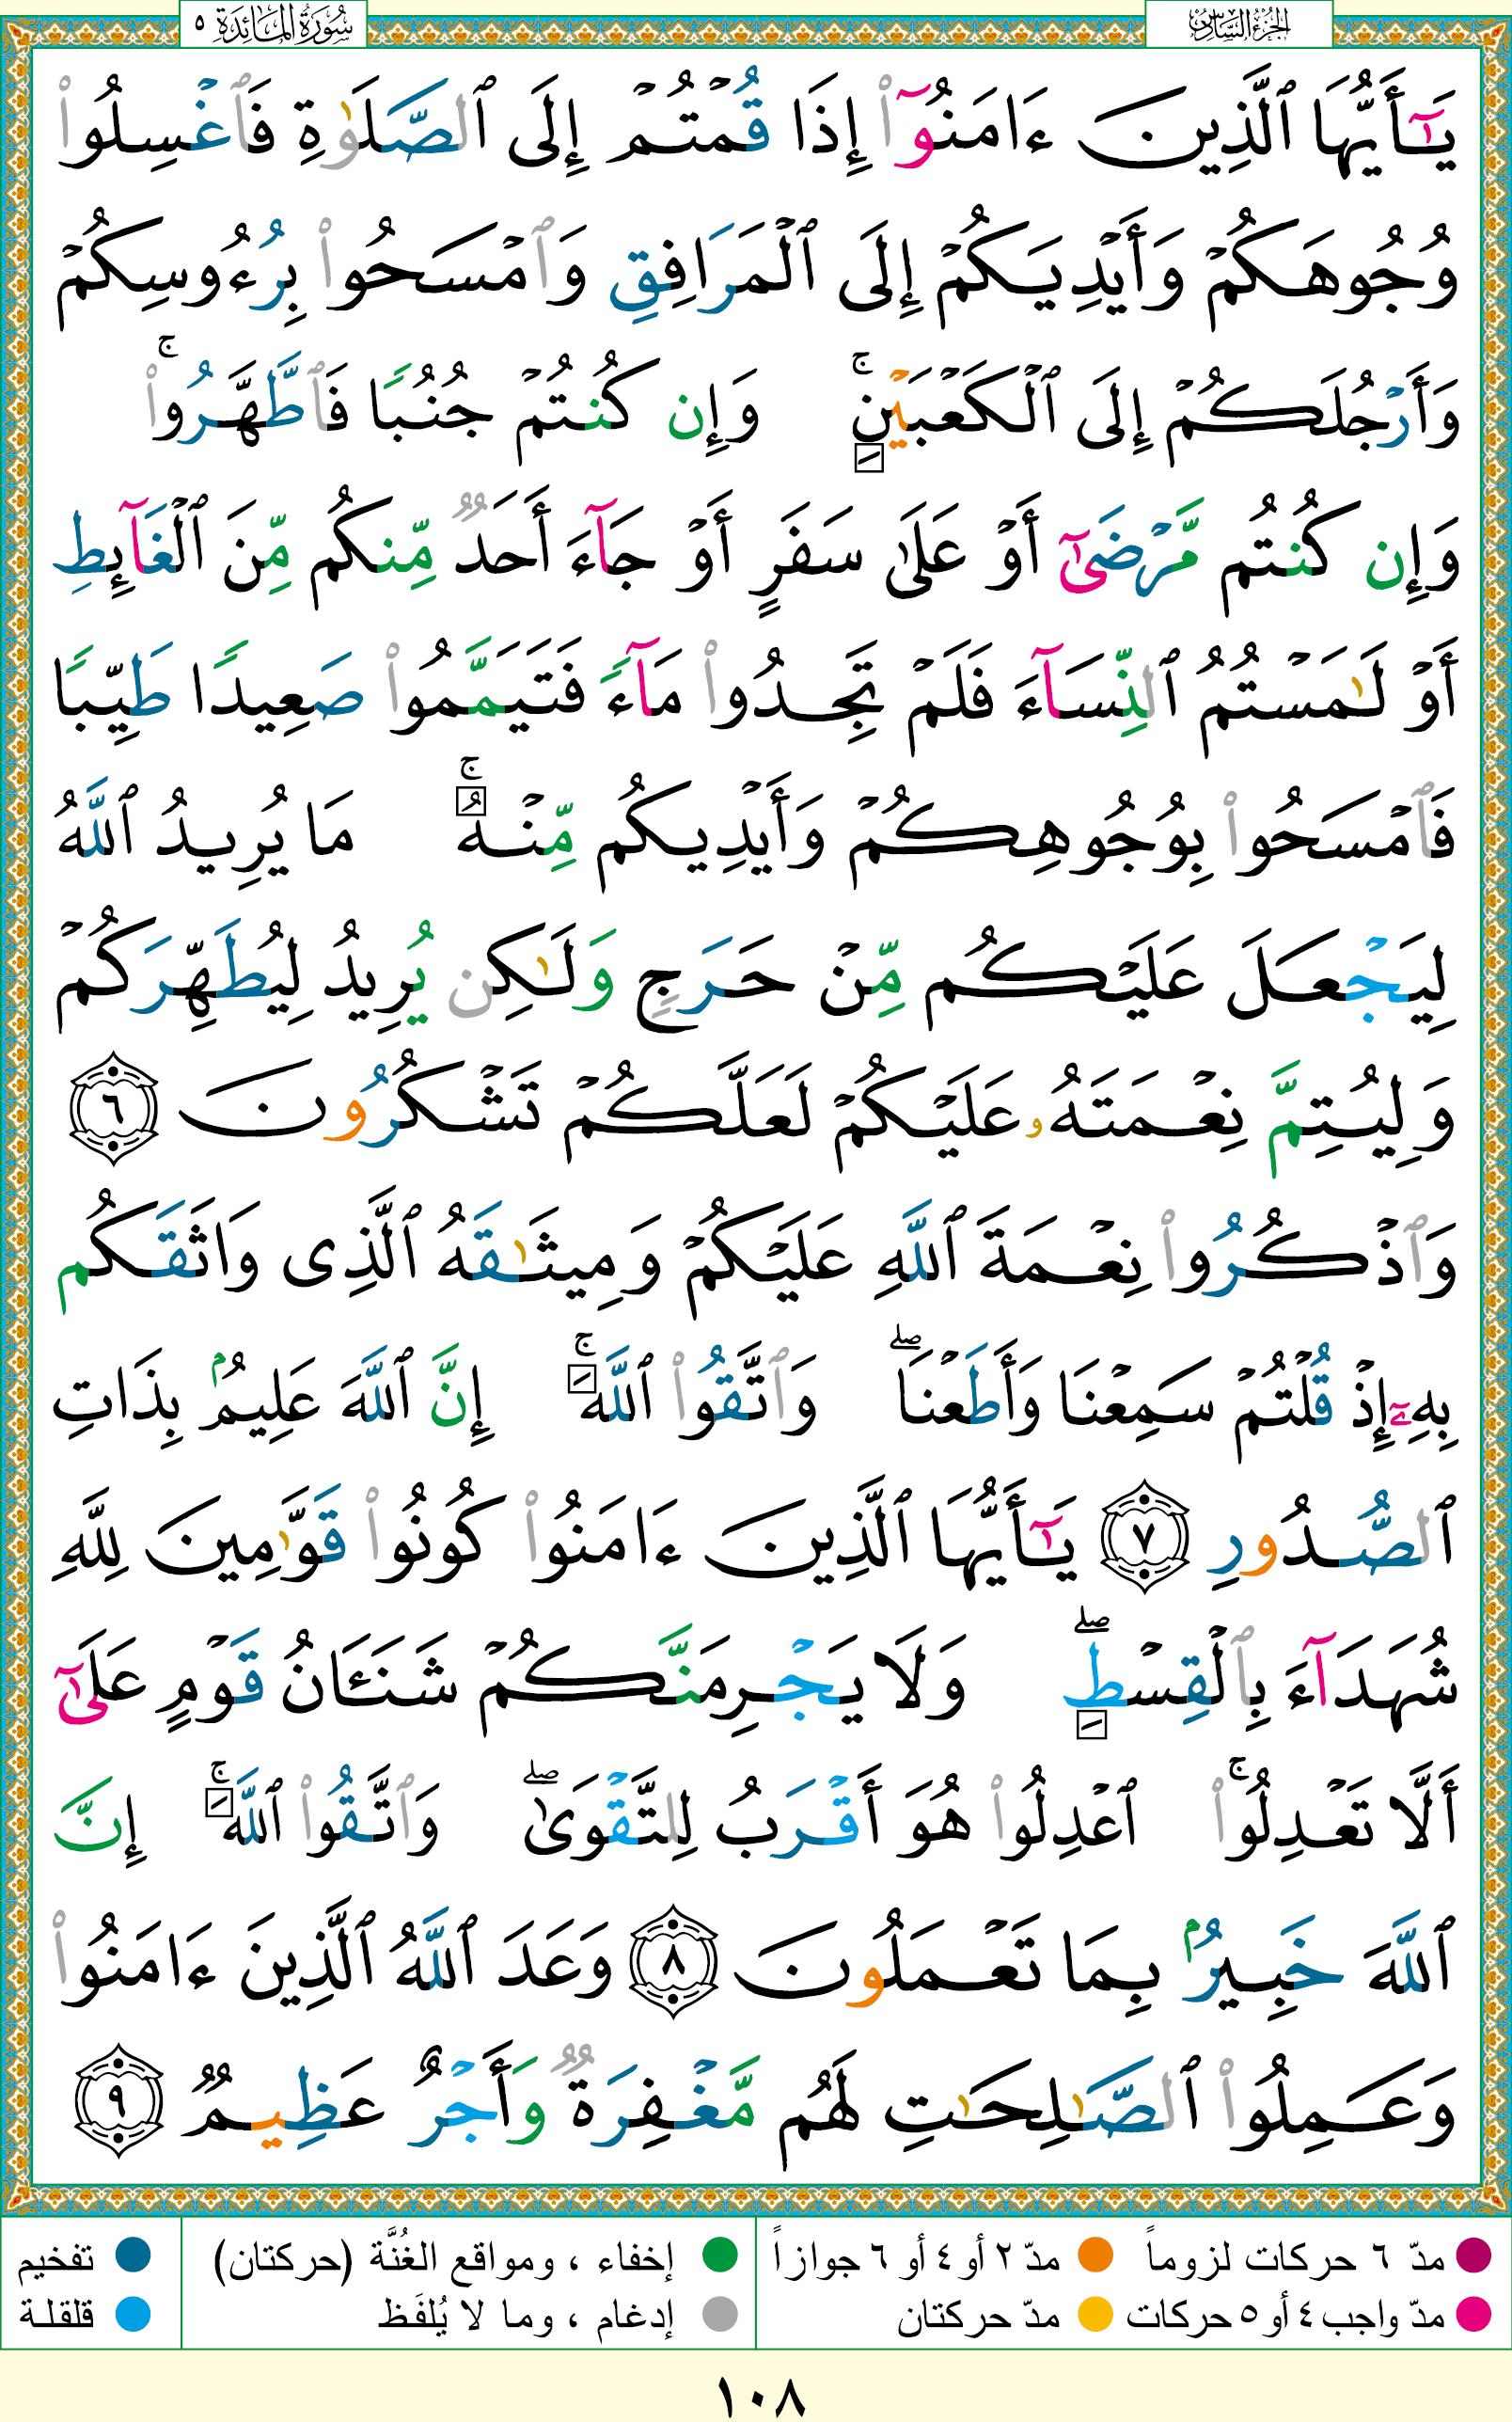 الجزء السادس
سورة المائدة ٥
يَـٰٓأَيُّهَا ٱلَّذِينَ ءَامَنُوٓا۟ إِذَا قُمْتُمْ إِلَى ٱلصَّلَوٰةِ فَٱغْسِلُوا۟
وُجُوهَكُمْ وَأَيْدِيَكُمْ إِلَى ٱلْمَرَافِقِ وَٱمْسَحُوا۟ بِرُءُوسِكُمْ
وَأَرْجُلَكُمْ إِلَى ٱلْكَعْبَيْنِ ۚ وَإِن كُنتُمْ جُنُبًا فَٱطَّهَّرُوا۟ ۚ
وَإِن كُنتُم مَّرْضَىٰٓ أَوْ عَلَىٰ سَفَرٍ أَوْ جَآءَ أَحَدٌ مِّنكُم مِّنَ ٱلْغَآئِطِ
أَوْ لَـٰمَسْتُمُ ٱلنِّسَآءَ فَلَمْ تَجِدُوا۟ مَآءً فَتَيَمَّمُوا۟ صَعِيدًا طَيِّبًا
فَٱمْسَحُوا۟ بِوُجُوهِكُمْ وَأَيْدِيكُم مِّنْهُ ۚ مَا يُرِيدُ ٱللَّهُ
لِيَجْعَلَ عَلَيْكُم مِّنْ حَرَجٍ وَلَـٰكِن يُرِيدُ لِيُطَهِّرَكُمْ
وَلِيُتِمَّ نِعْمَتَهُۥ عَلَيْكُمْ لَعَلَّكُمْ تَشْكُرُونَ ٦
وَٱذْكُرُوا۟ نِعْمَةَ ٱللَّهِ عَلَيْكُمْ وَمِيثَـٰقَهُ ٱلَّذِى وَاثَقَكُم
بِهِۦٓ إِذْ قُلْتُمْ سَمِعْنَا وَأَطَعْنَا ۖ وَٱتَّقُوا۟ ٱللَّهَ ۚ إِنَّ ٱللَّهَ عَلِيمٌۢ بِذَاتِ
ٱلصُّدُورِ ٧ يَـٰٓأَيُّهَا ٱلَّذِينَ ءَامَنُوا۟ كُونُوا۟ قَوَّٰمِينَ لِلَّهِ
شُهَدَآءَ بِٱلْقِسْطِ ۖ وَلَا يَجْرِمَنَّكُمْ شَنَـَٔانُ قَوْمٍ عَلَىٰٓ
أَلَّا تَعْدِلُوا۟ ۚ ٱعْدِلُوا۟ هُوَ أَقْرَبُ لِلتَّقْوَىٰ ۖ وَٱتَّقُوا۟ ٱللَّهَ ۚ إِنَّ
ٱللَّهَ خَبِيرٌۢ بِمَا تَعْمَلُونَ ٨ وَعَدَ ٱللَّهُ ٱلَّذِينَ ءَامَنُوا۟
وَعَمِلُوا۟ ٱلصَّـٰلِحَـٰتِ لَهُم مَّغْفِرَةٌ وَأَجْرٌ عَظِيمٌ ٩
مدّ ٦ حركات لزوماً مدّ ٢ أو ٤ أو ٦ جوازاً إخفاء ، ومواقع الغُنَّة (حركتان) تفخيم
مدّ واجب ٤ أو ٥ حركات مدّ حركتان إدغام ، وما لا يُلفَظ قلقلة
١٠٨